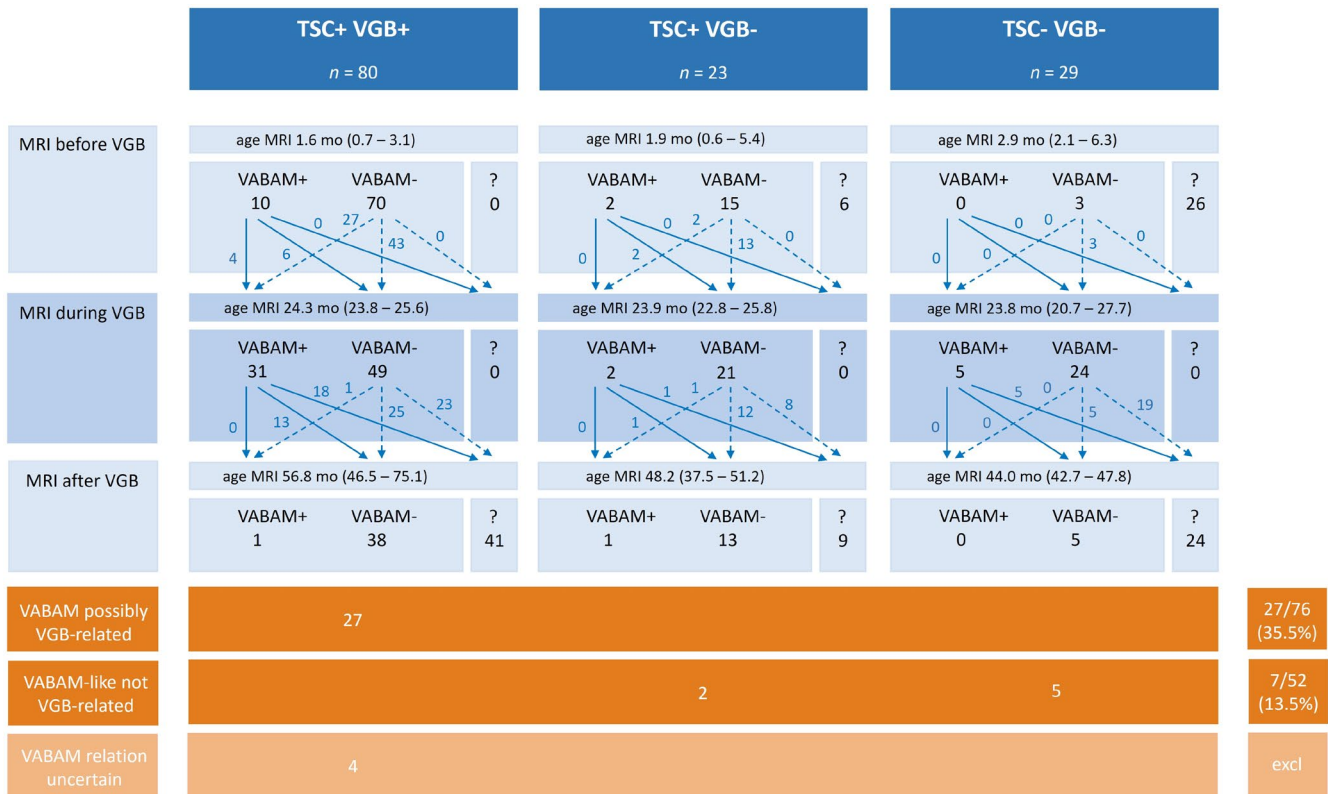 TSC+ VGB+
n = 80
TSC+ VGB-
n = 23
TSC- VGB-
n = 29
MRI before VGB
age MRI 1.6 mo (0.7 – 3.1)
age MRI 1.9 mo (0.6 – 5.4)
age MRI 2.9 mo (2.1 – 6.3)
VABAM+ VABAM- ?
10 70 0
0 27 0
4 6 43
VABAM+ VABAM- ?
2 15 6
0 2 0
0 2 13
VABAM+ VABAM- ?
0 3 26
0 0 0
0 0 3
MRI during VGB
age MRI 24.3 mo (23.8 – 25.6)
age MRI 23.9 mo (22.8 – 25.8)
age MRI 23.8 mo (20.7 – 27.7)
VABAM+ VABAM- ?
31 49 0
18 1 23
0 13 25
VABAM+ VABAM- ?
2 21 0
1 1 8
0 1 12
VABAM+ VABAM- ?
5 24 0
5 0 19
0 0 5
MRI after VGB
age MRI 56.8 mo (46.5 – 75.1)
age MRI 48.2 (37.5 – 51.2)
age MRI 44.0 mo (42.7 – 47.8)
VABAM+ VABAM- ?
1 38 41
VABAM+ VABAM- ?
1 13 9
VABAM+ VABAM- ?
0 5 24
VABAM possibly
VGB-related
27
27/76
(35.5%)
VABAM-like not
VGB-related
2 5
7/52
(13.5%)
VABAM relation
uncertain
4
excl